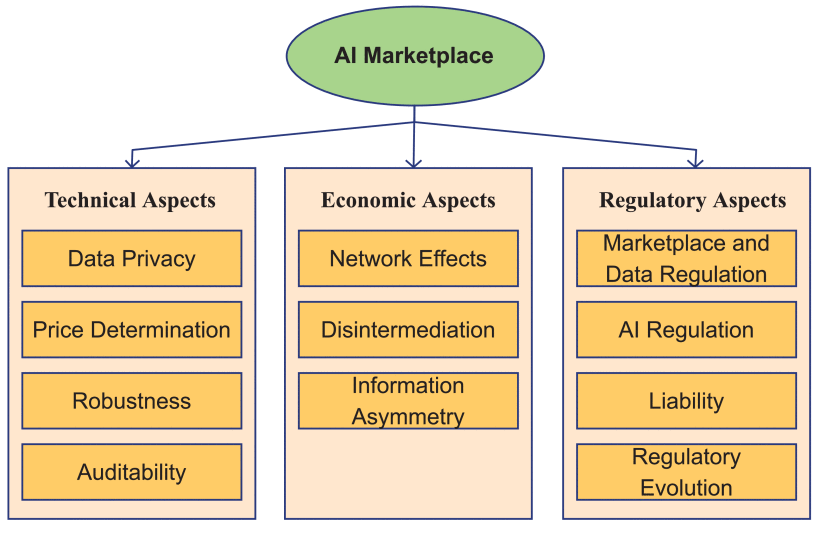 AI Marketplace
Technical Aspects
Data Privacy
Price Determination
Robustness
Auditability
Economic Aspects
Network Effects
Disintermediation
Information
Asymmetry
Regulatory Aspects
Marketplace and
Data Regulation
AI Regulation
Liability
Regulatory
Evolution